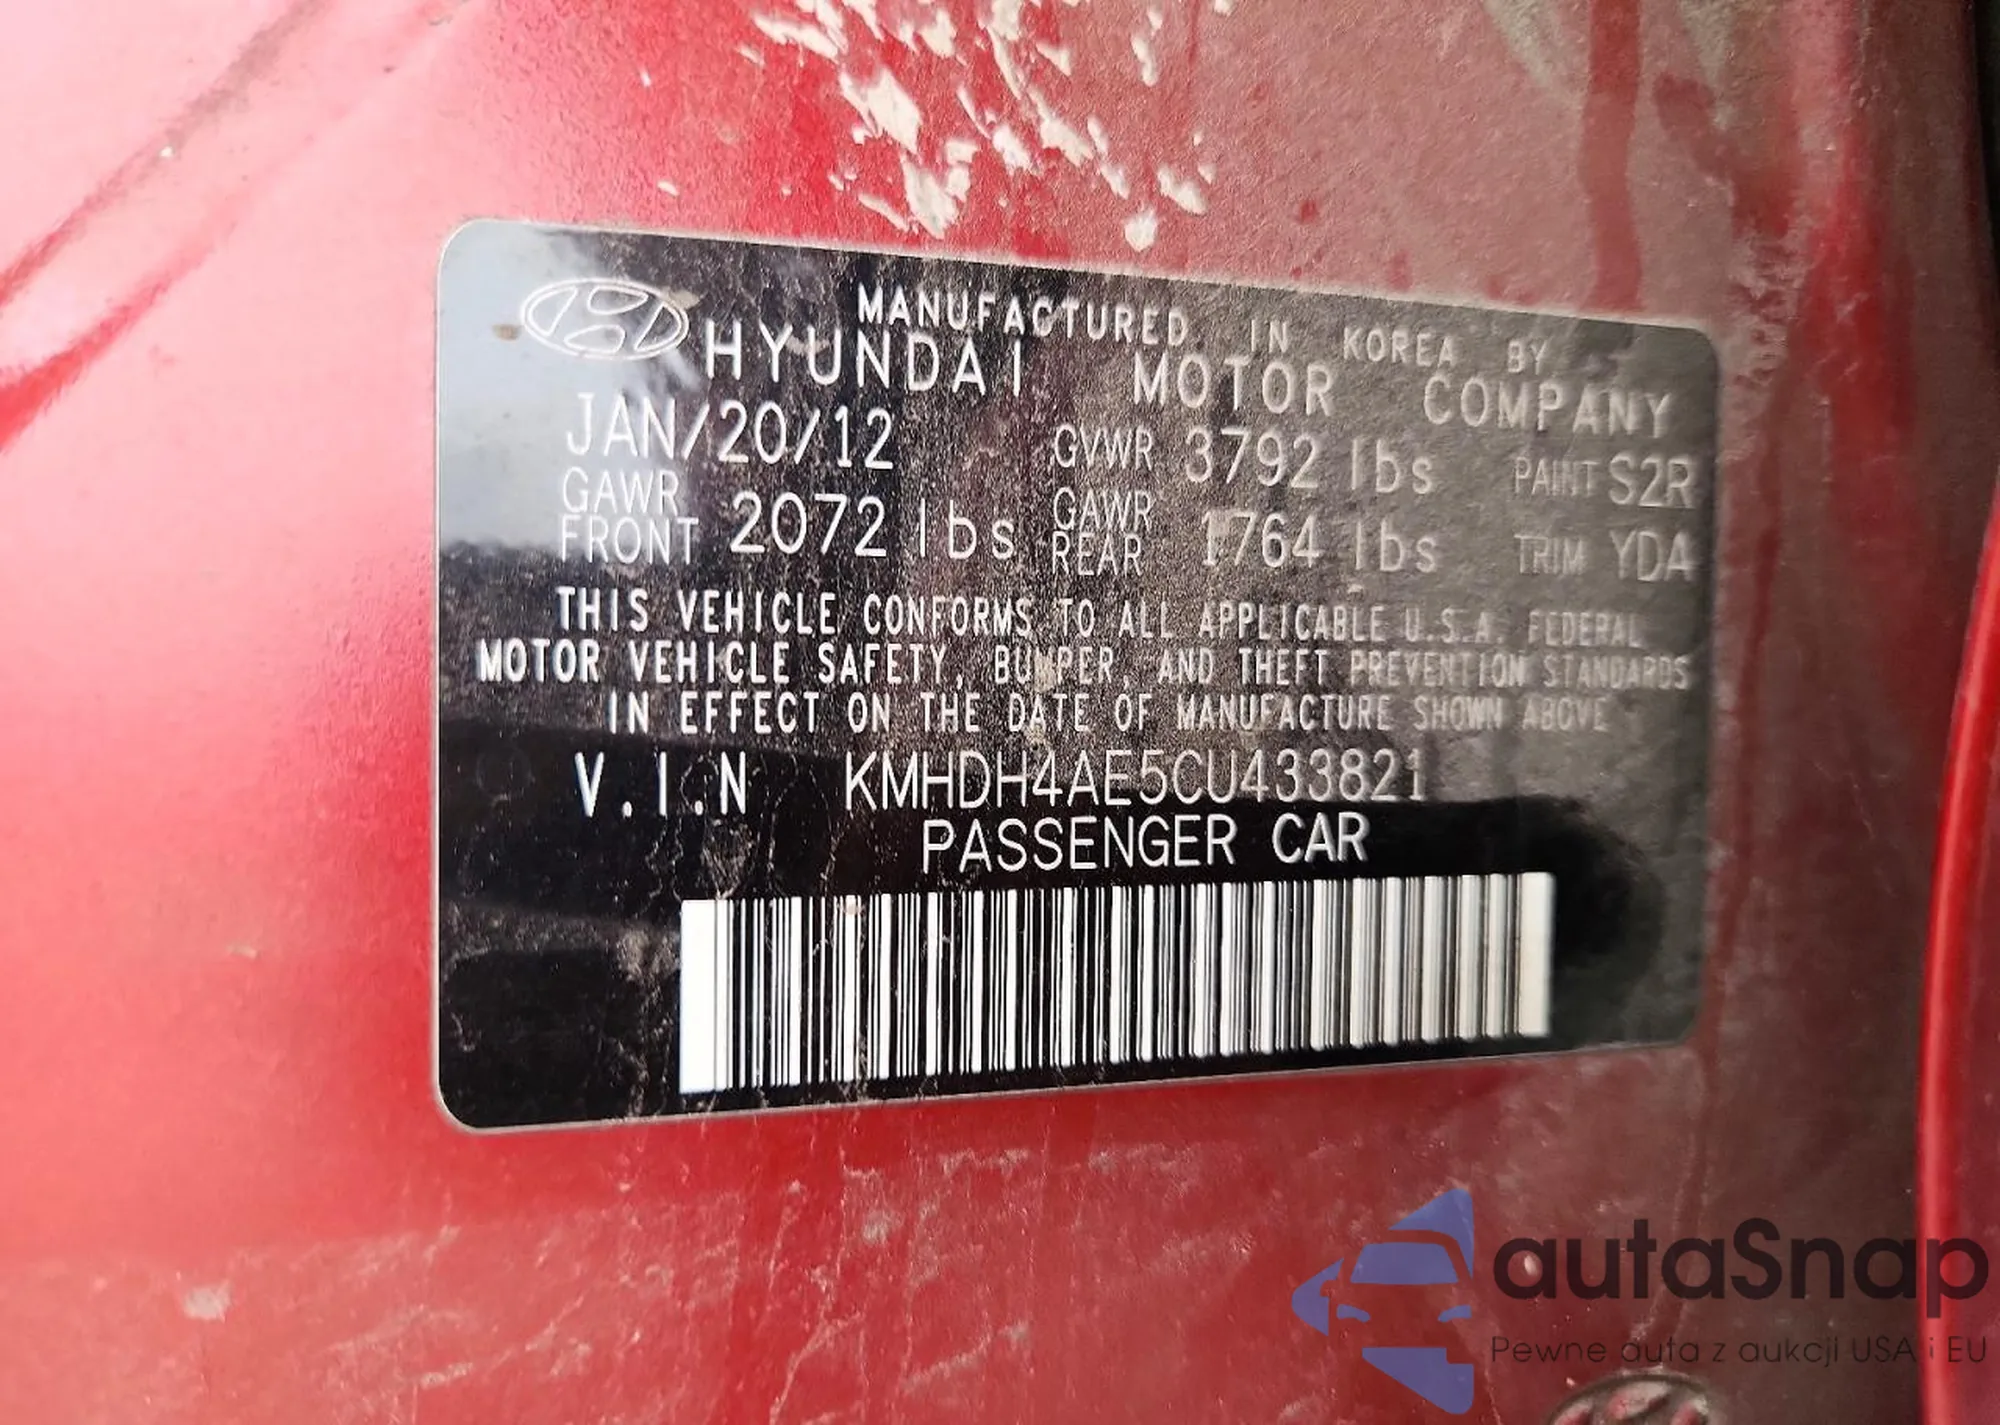 MANUFACTURED IN KOREA BY
HYUNDAI MOTOR COMPANY
JAN/20/12 GVWR 3792 lbs PAINT S2R
GAWR FRONT 2072 lbs GAWR REAR 1764 lbs TRIM YDA
THIS VEHICLE CONFORMS TO ALL APPLICABLE U.S.A. FEDERAL
MOTOR VEHICLE SAFETY, BUMPER, AND THEFT PREVENTION STANDARDS
IN EFFECT ON THE DATE OF MANUFACTURE SHOWN ABOVE
V.I.N KMHDH4AE5CU433821
PASSENGER CAR
autaSnap
Pewne auta z aukcji USA i EU